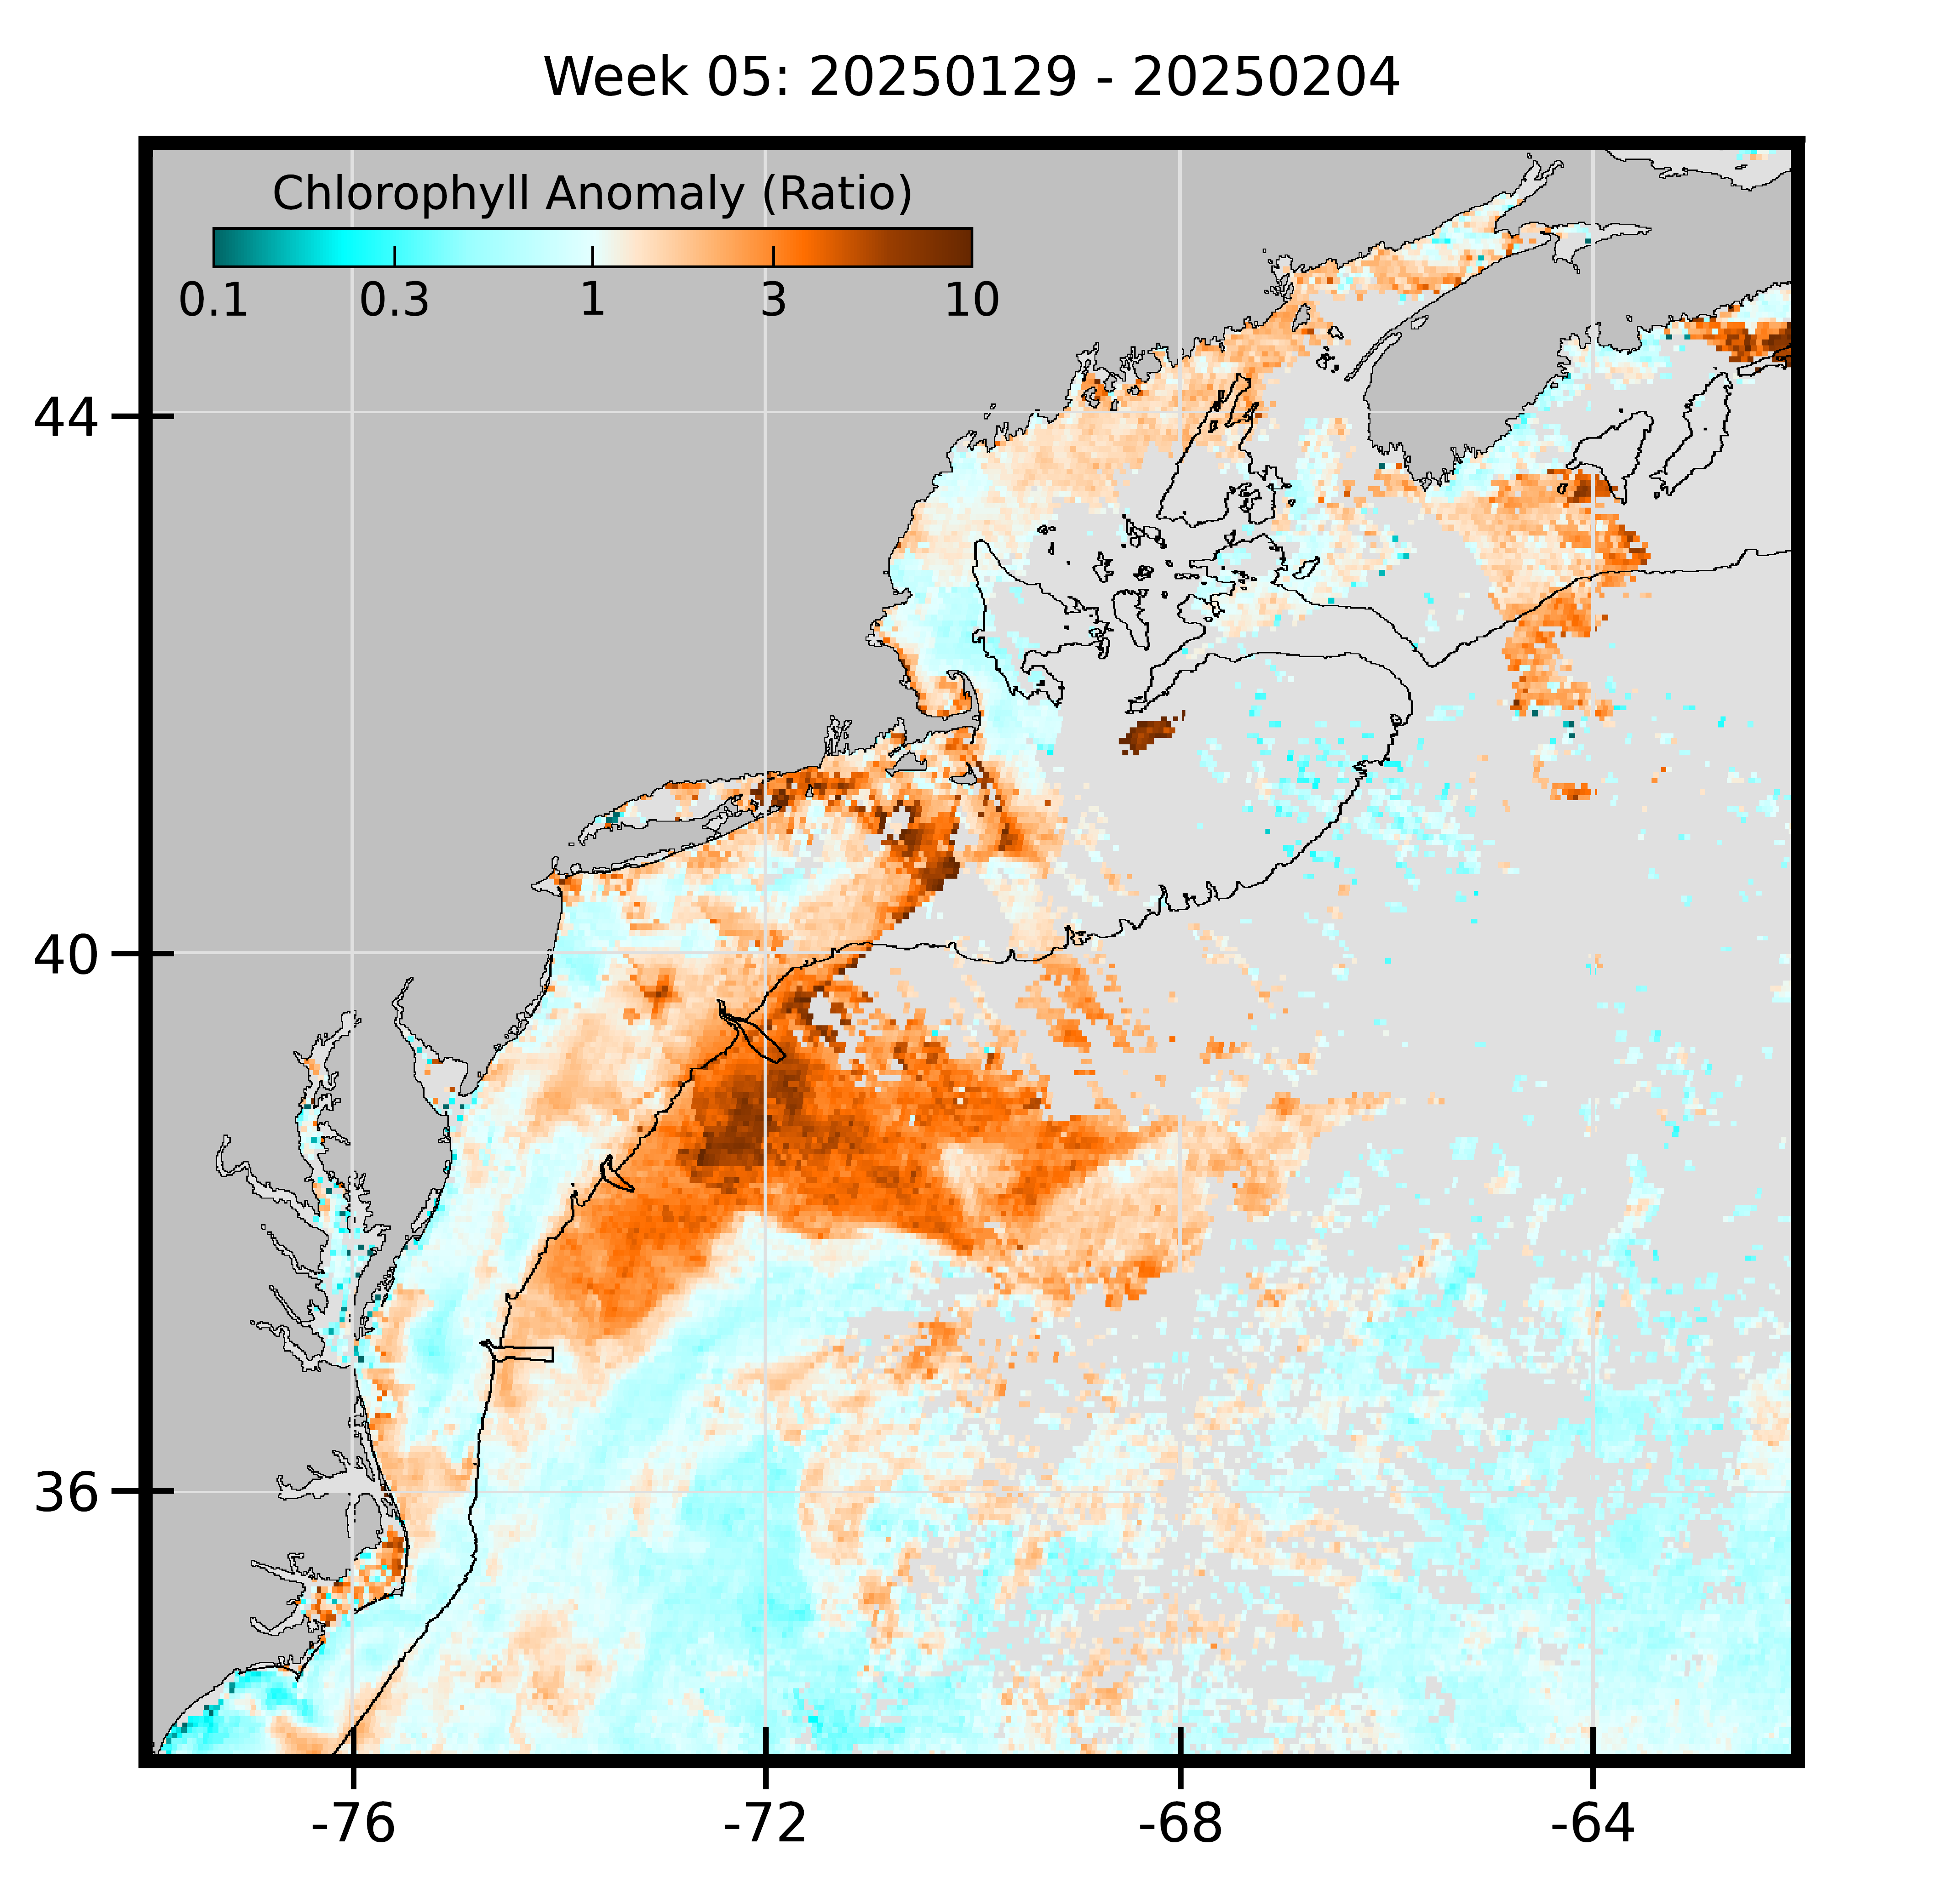 Week 05: 20250129 - 20250204
Chlorophyll Anomaly (Ratio)
0.1 0.3 1 3 10
44
40
36
-76 -72 -68 -64